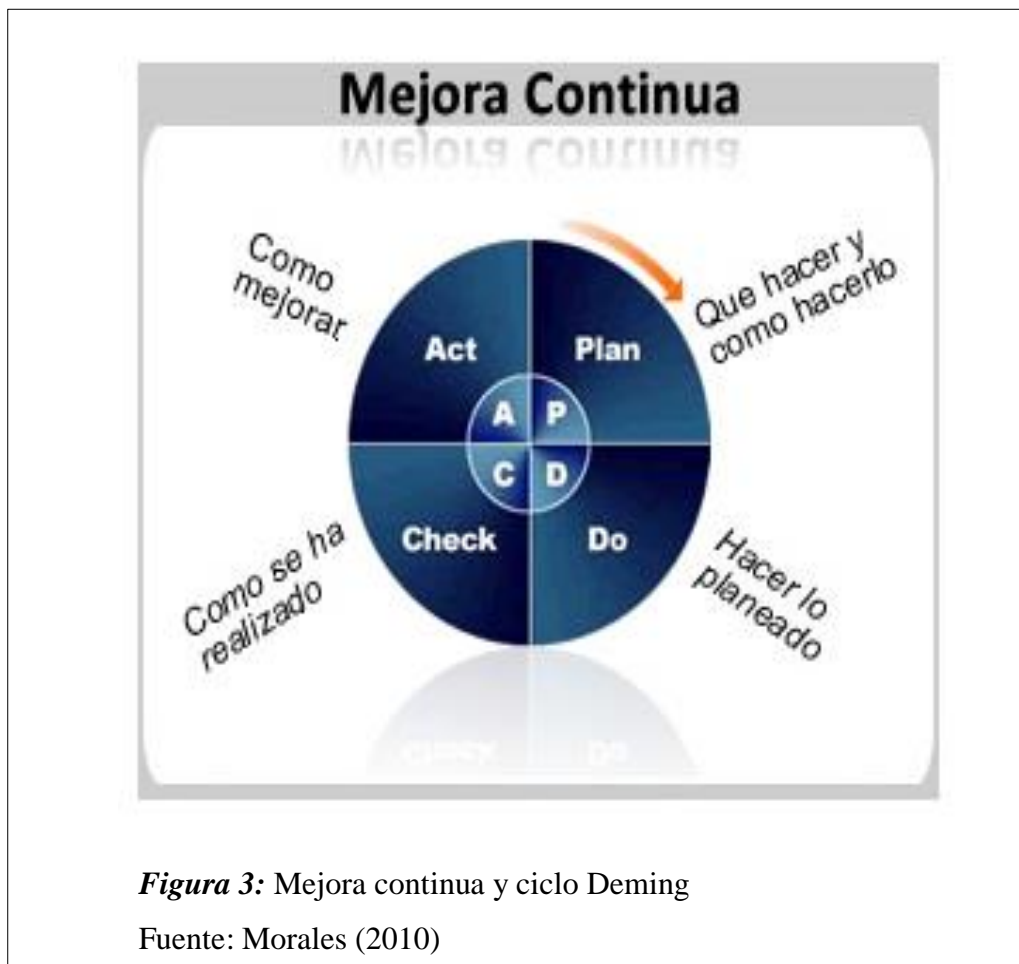 Mejora Continua
Como
mejorar
Que hacer y
como hacerlo
Act
Plan
A
P
C
D
Check
Do
Como se ha
realizado
Hacer lo
planeado
Figura 3: Mejora continua y ciclo Deming
Fuente: Morales (2010)